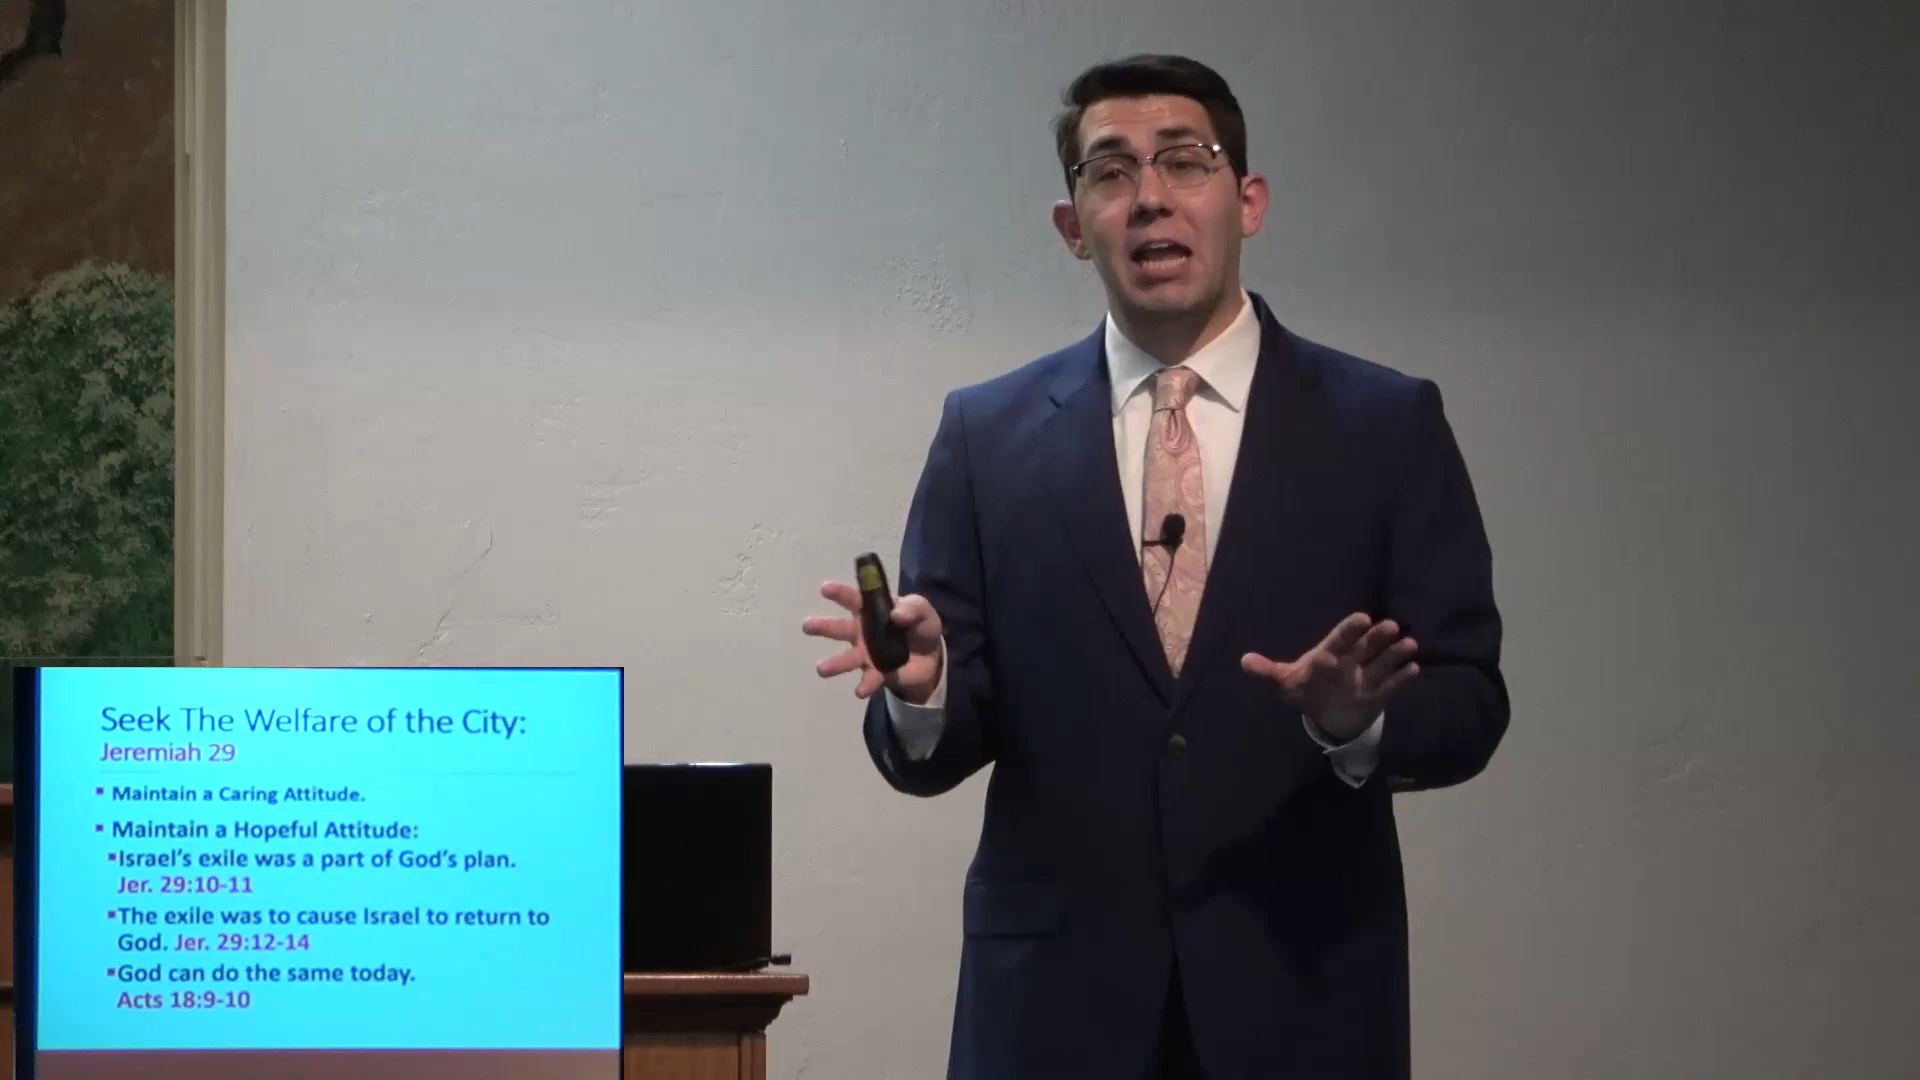 Seek The Welfare of the City:
Jeremiah 29
▪ Maintain a Caring Attitude.
▪ Maintain a Hopeful Attitude:
▪Israel's exile was a part of God's plan.
Jer. 29:10-11
▪The exile was to cause Israel to return to
God. Jer. 29:12-14
▪God can do the same today.
Acts 18:9-10